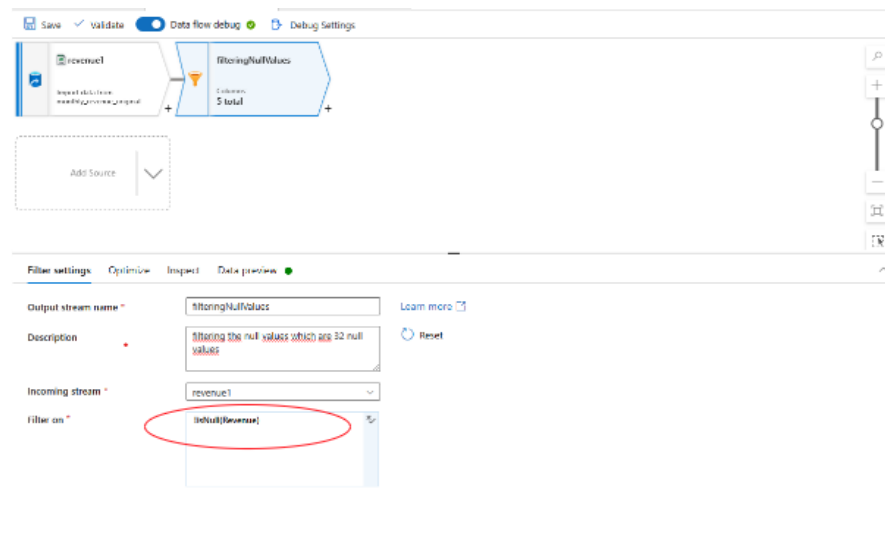 Save Validate Data flow debug Debug Settings
revenue1
Import data from
monthly_revenue_original
filteringNullValues
Columns
5 total
Add Source
Filter settings Optimize Inspect Data preview
Output stream name * filteringNullValues Learn more
Description * filtering the null values which are 32 null
values
Reset
Incoming stream * revenue1
Filter on * !isNull(Revenue)